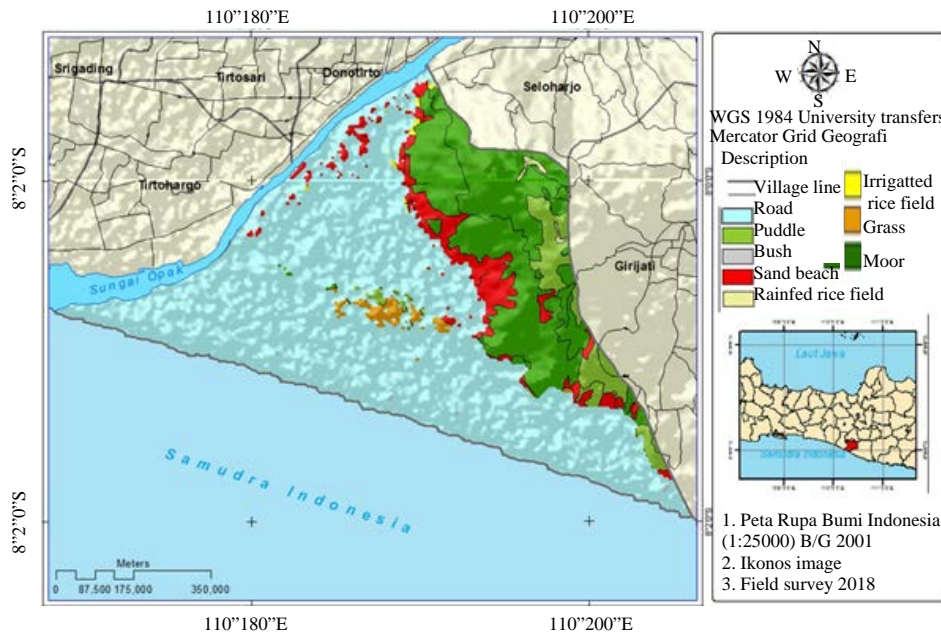 110”180”E 110”200”E
Srigading
Tirtosari
Donotirto
Seloharjo
Tirtohargo
8”2”0”S
Sungai Opak
Girijati
Samudra Indonesia
8”2”0”S
Meters
0 87,500 175,000 350,000
110”180”E 110”200”E
N
W E
S
WGS 1984 University transfers
Mercator Grid Geografi
Description
Village line
Road
Puddle
Bush
Sand beach
Rainfed rice field
Irrigatted
rice field
Grass
Moor
Laut Jawa
1. Peta Rupa Bumi Indonesia
(1:25000) B/G 2001
2. Ikonos image
3. Field survey 2018